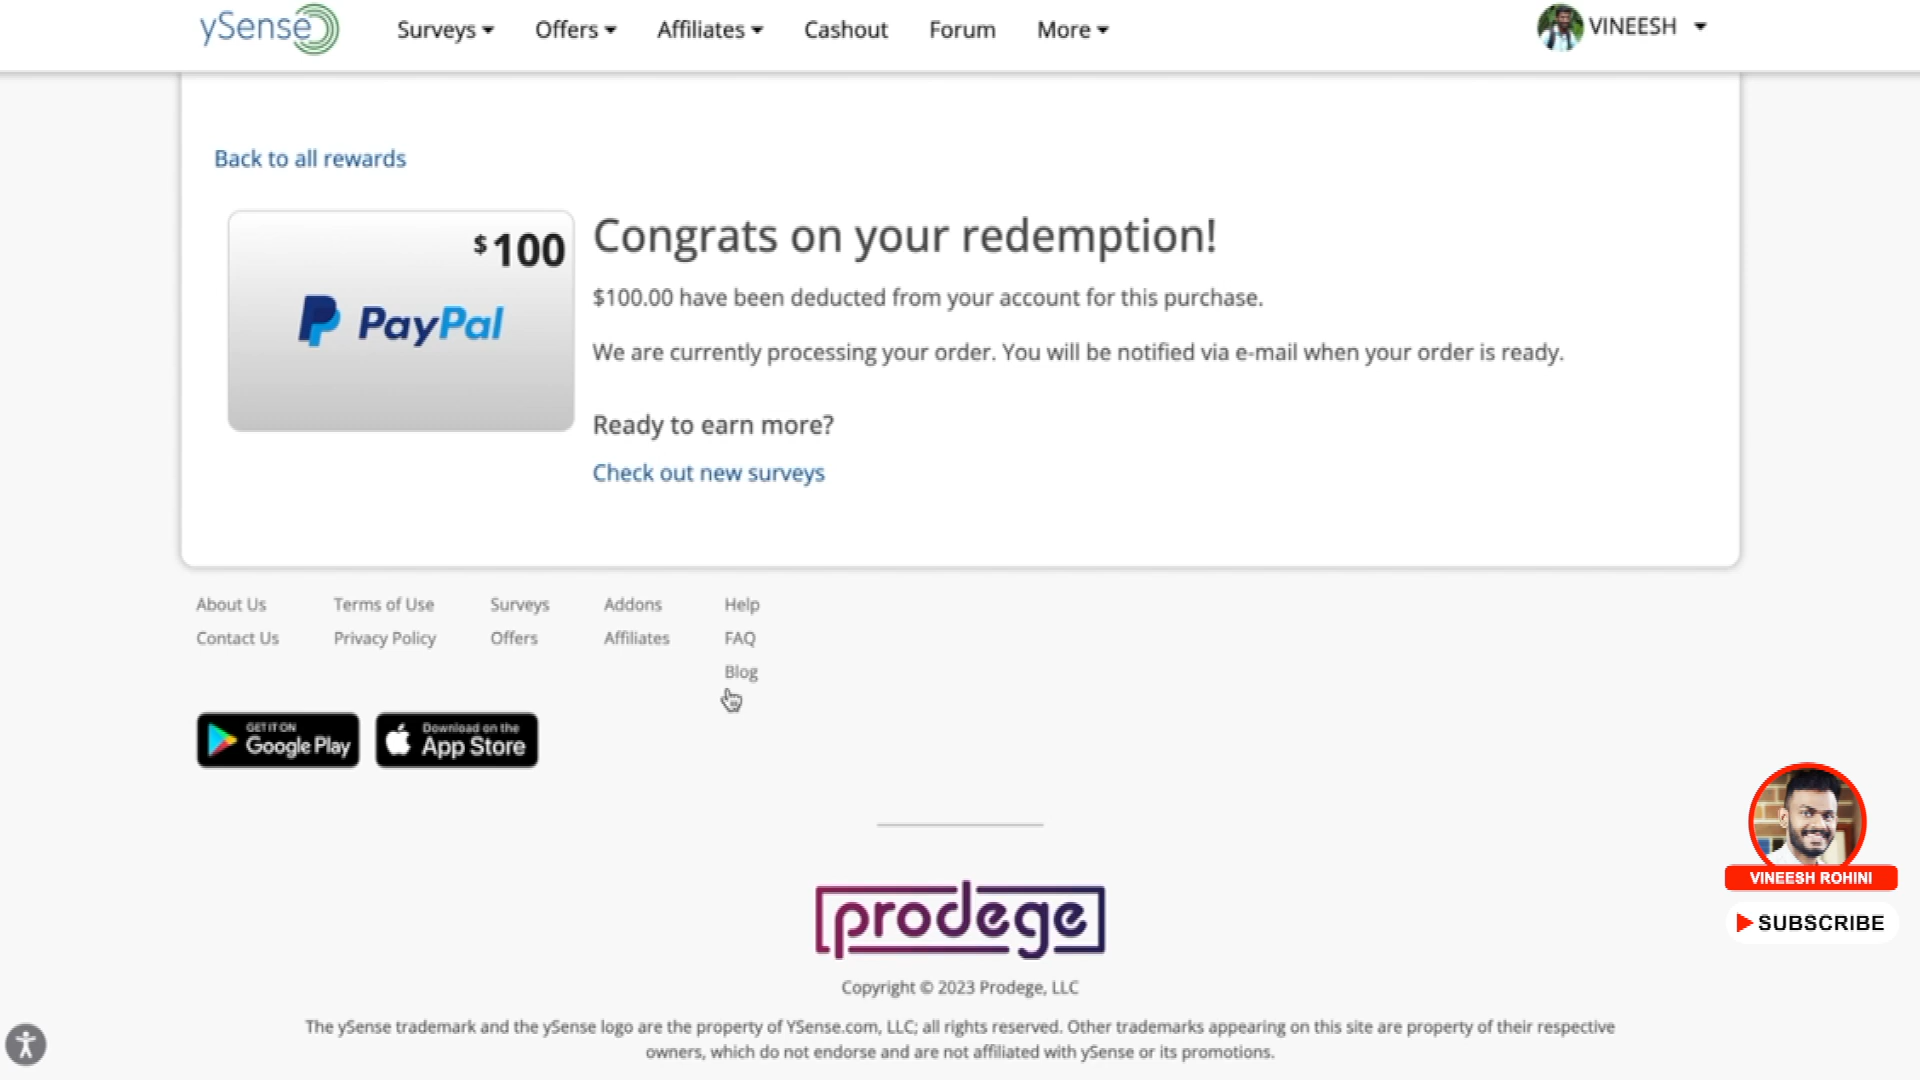 ySense
Surveys
Offers
Affiliates
Cashout
Forum
More
VINEESH
Back to all rewards
$100
PayPal
Congrats on your redemption!
$100.00 have been deducted from your account for this purchase.
We are currently processing your order. You will be notified via e-mail when your order is ready.
Ready to earn more?
Check out new surveys
About Us
Terms of Use
Surveys
Addons
Help
Contact Us
Privacy Policy
Offers
Affiliates
FAQ
Blog
GET IT ON
Google Play
Download on the
App Store
VINEESH ROHINI
SUBSCRIBE
prodege
Copyright © 2023 Prodege, LLC
The ySense trademark and the ySense logo are the property of YSense.com, LLC; all rights reserved. Other trademarks appearing on this site are property of their respective
owners, which do not endorse and are not affiliated with ySense or its promotions.